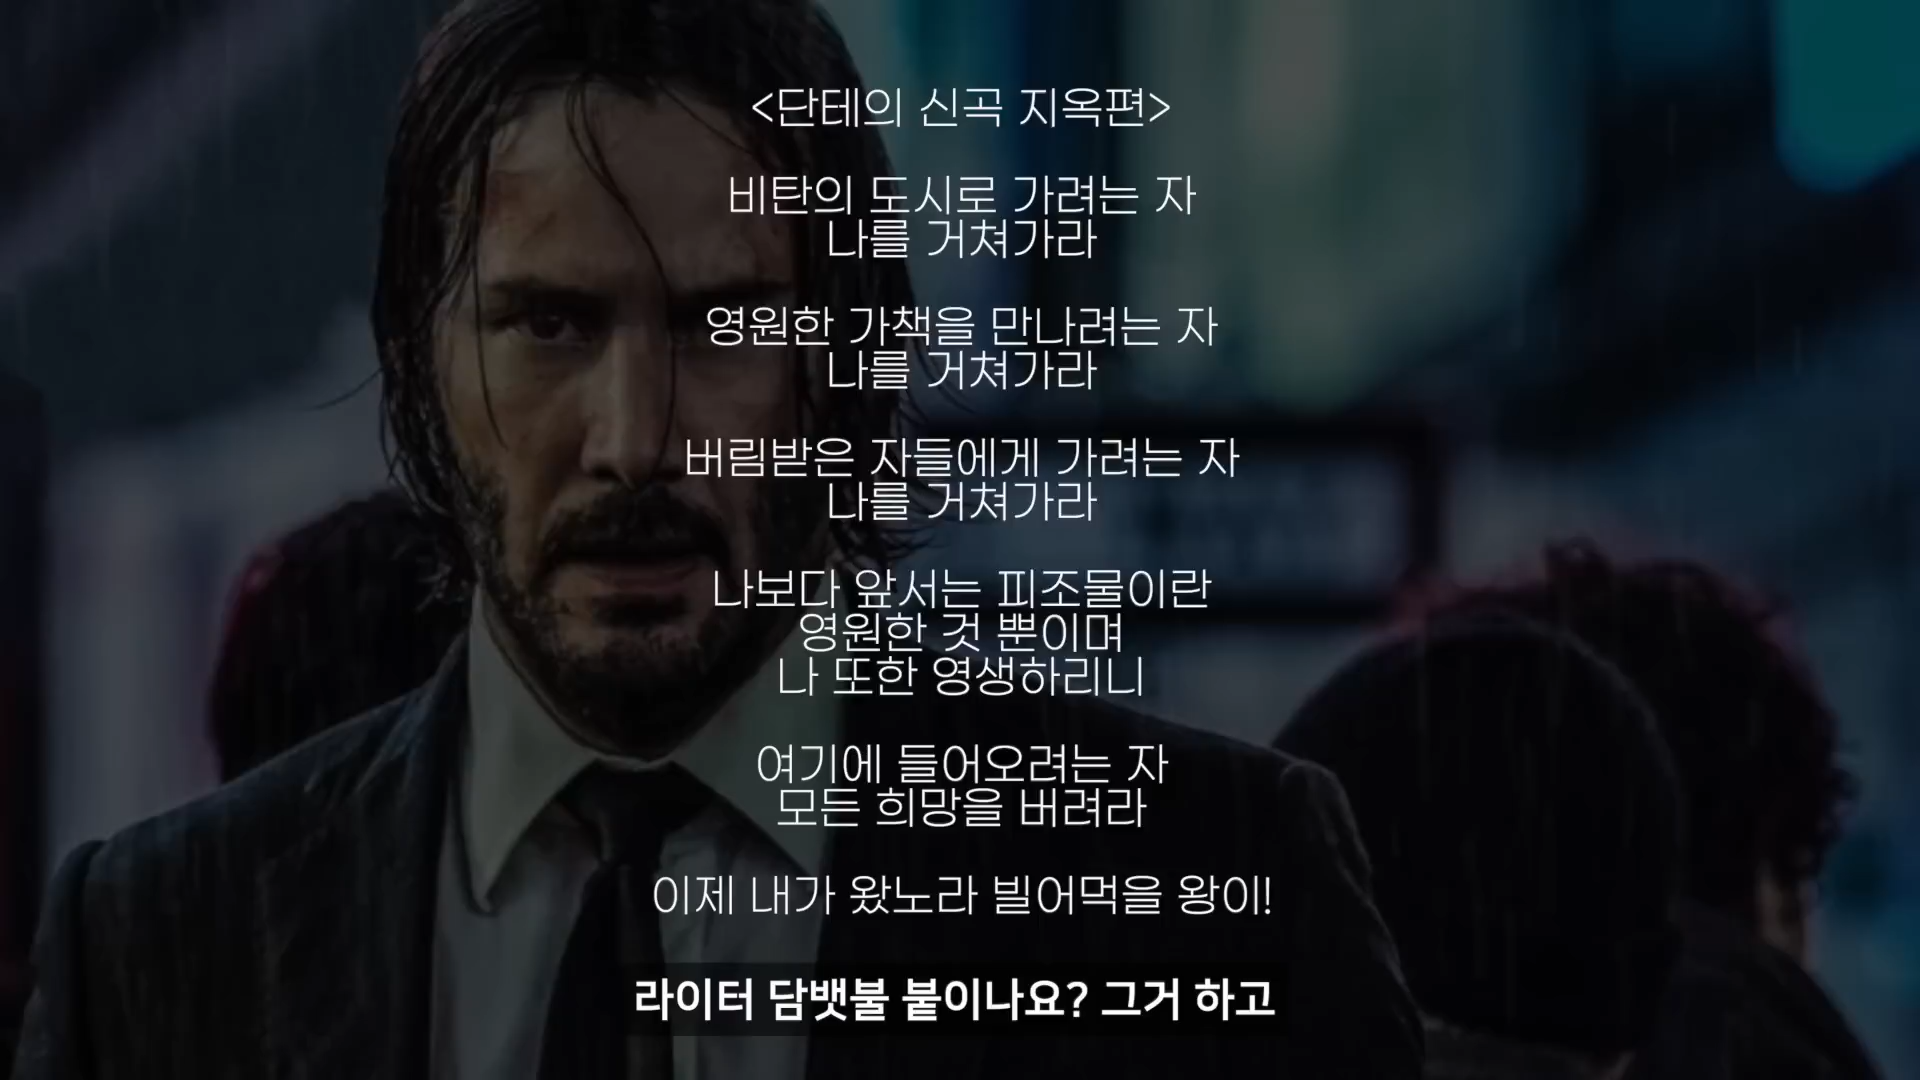 <단테의 신곡 지옥편>
비탄의 도시로 가려는 자
나를 거쳐가라
영원한 가책을 만나려는 자
나를 거쳐가라
버림받은 자들에게 가려는 자
나를 거쳐가라
나보다 앞서는 피조물이란
영원한 것 뿐이며
나 또한 영생하리니
여기에 들어오려는 자
모든 희망을 버려라
이제 내가 왔노라 빌어먹을 왕이!
라이터 담뱃불 붙이나요? 그거 하고